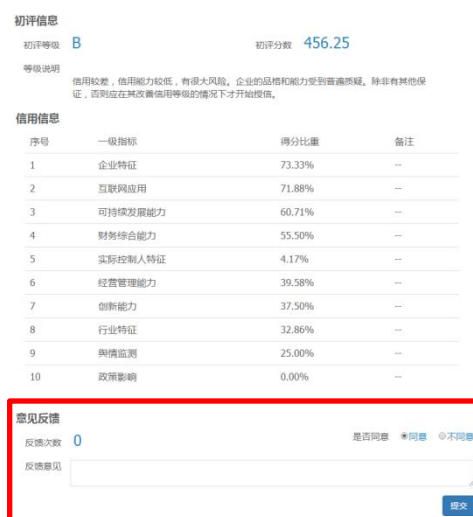 初评信息
初评等级 B 初评分数 456.25
等级说明
信用较差，信用能力较低，有很大风险。企业的品格和能力受到普遍质疑。除非有其他保
证，否则应在其改善信用等级的情况下才开始授信。
信用信息
序号 一级指标 得分比重 备注
1 企业特征 73.33% --
2 互联网应用 71.88% --
3 可持续发展能力 60.71% --
4 财务综合能力 55.50% --
5 实际控制人特征 4.17% --
6 经营管理能力 39.58% --
7 创新能力 37.50% --
8 行业特征 32.86% --
9 舆情监测 25.00% --
10 政策影响 0.00% --
意见反馈
反馈次数 0 是否同意 同意 不同意
反馈意见
提交